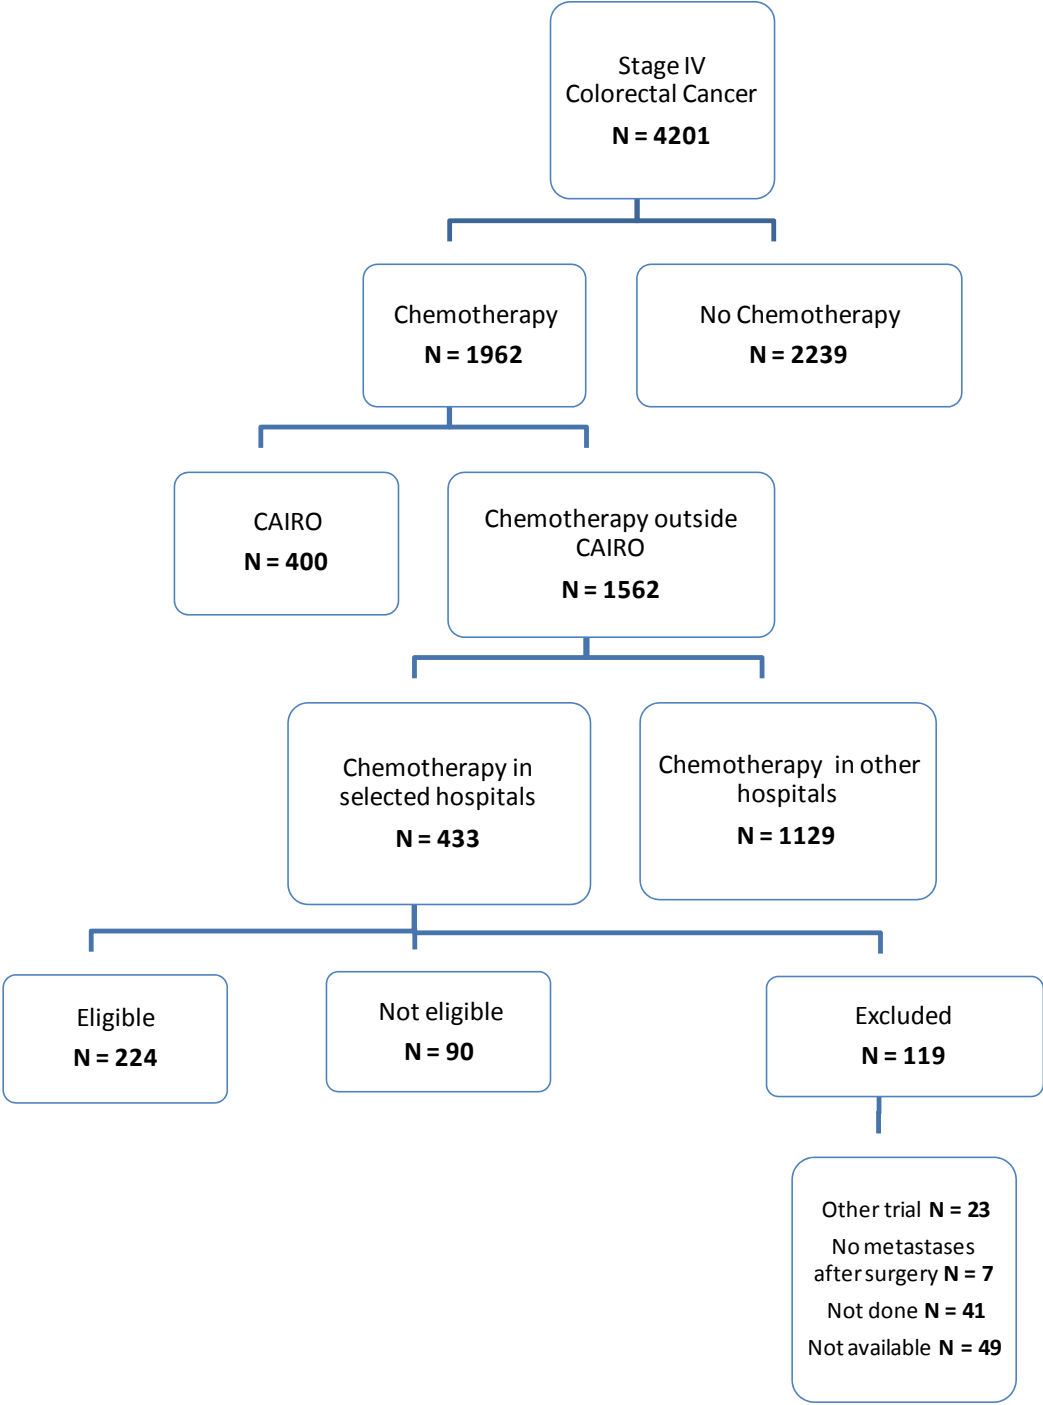 Stage IV
Colorectal Cancer
N = 4201
Chemotherapy
N = 1962
No Chemotherapy
N = 2239
CAIRO
N = 400
Chemotherapy outside
CAIRO
N = 1562
Chemotherapy in
selected hospitals
N = 433
Chemotherapy in other
hospitals
N = 1129
Eligible
N = 224
Not eligible
N = 90
Excluded
N = 119
Other trial N = 23
No metastases
after surgery N = 7
Not done N = 41
Not available N = 49